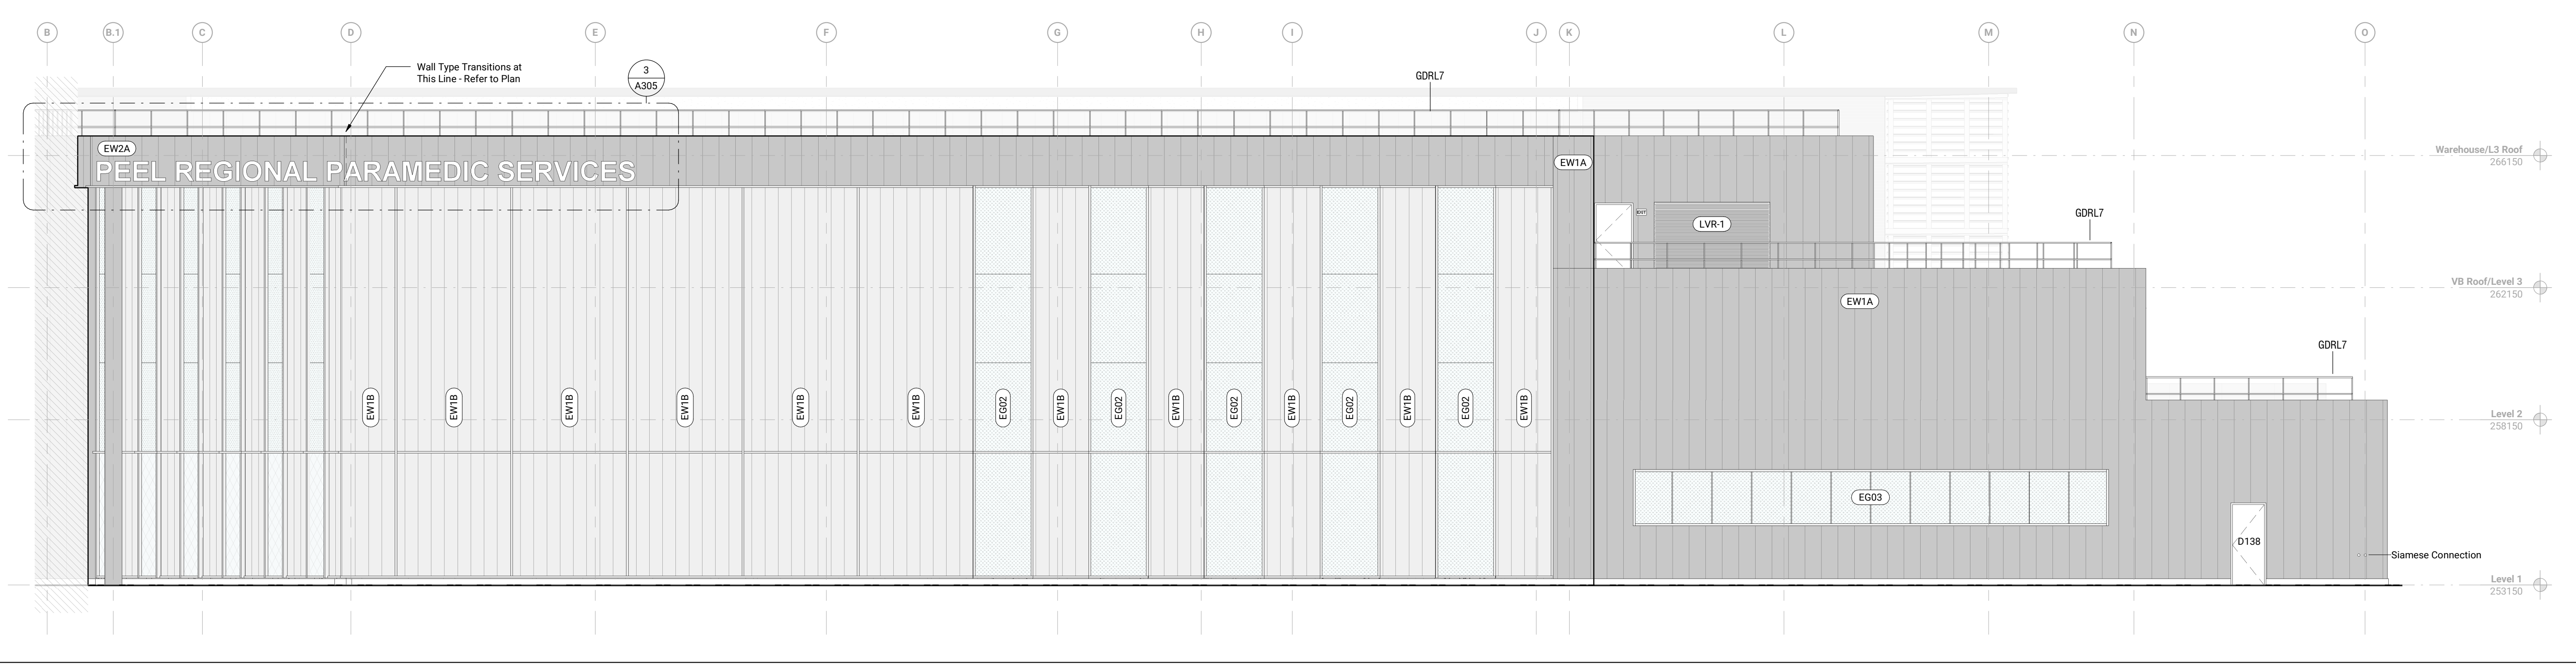 B B.1 C D E F G H I J K L M N O
Wall Type Transitions at
This Line - Refer to Plan
3
A305
GDRL7
EW2A
PEEL REGIONAL PARAMEDIC SERVICES
EW1A
EXIT
LVR-1
GDRL7
Warehouse/L3 Roof
266150
VB Roof/Level 3
262150
EW1A
GDRL7
EW1B EW1B EW1B EW1B EW1B EW1B EG02 EW1B EG02 EW1B EG02 EW1B EG02 EW1B EG02 EW1B
Level 2
258150
EG03
D138
Siamese Connection
Level 1
253150